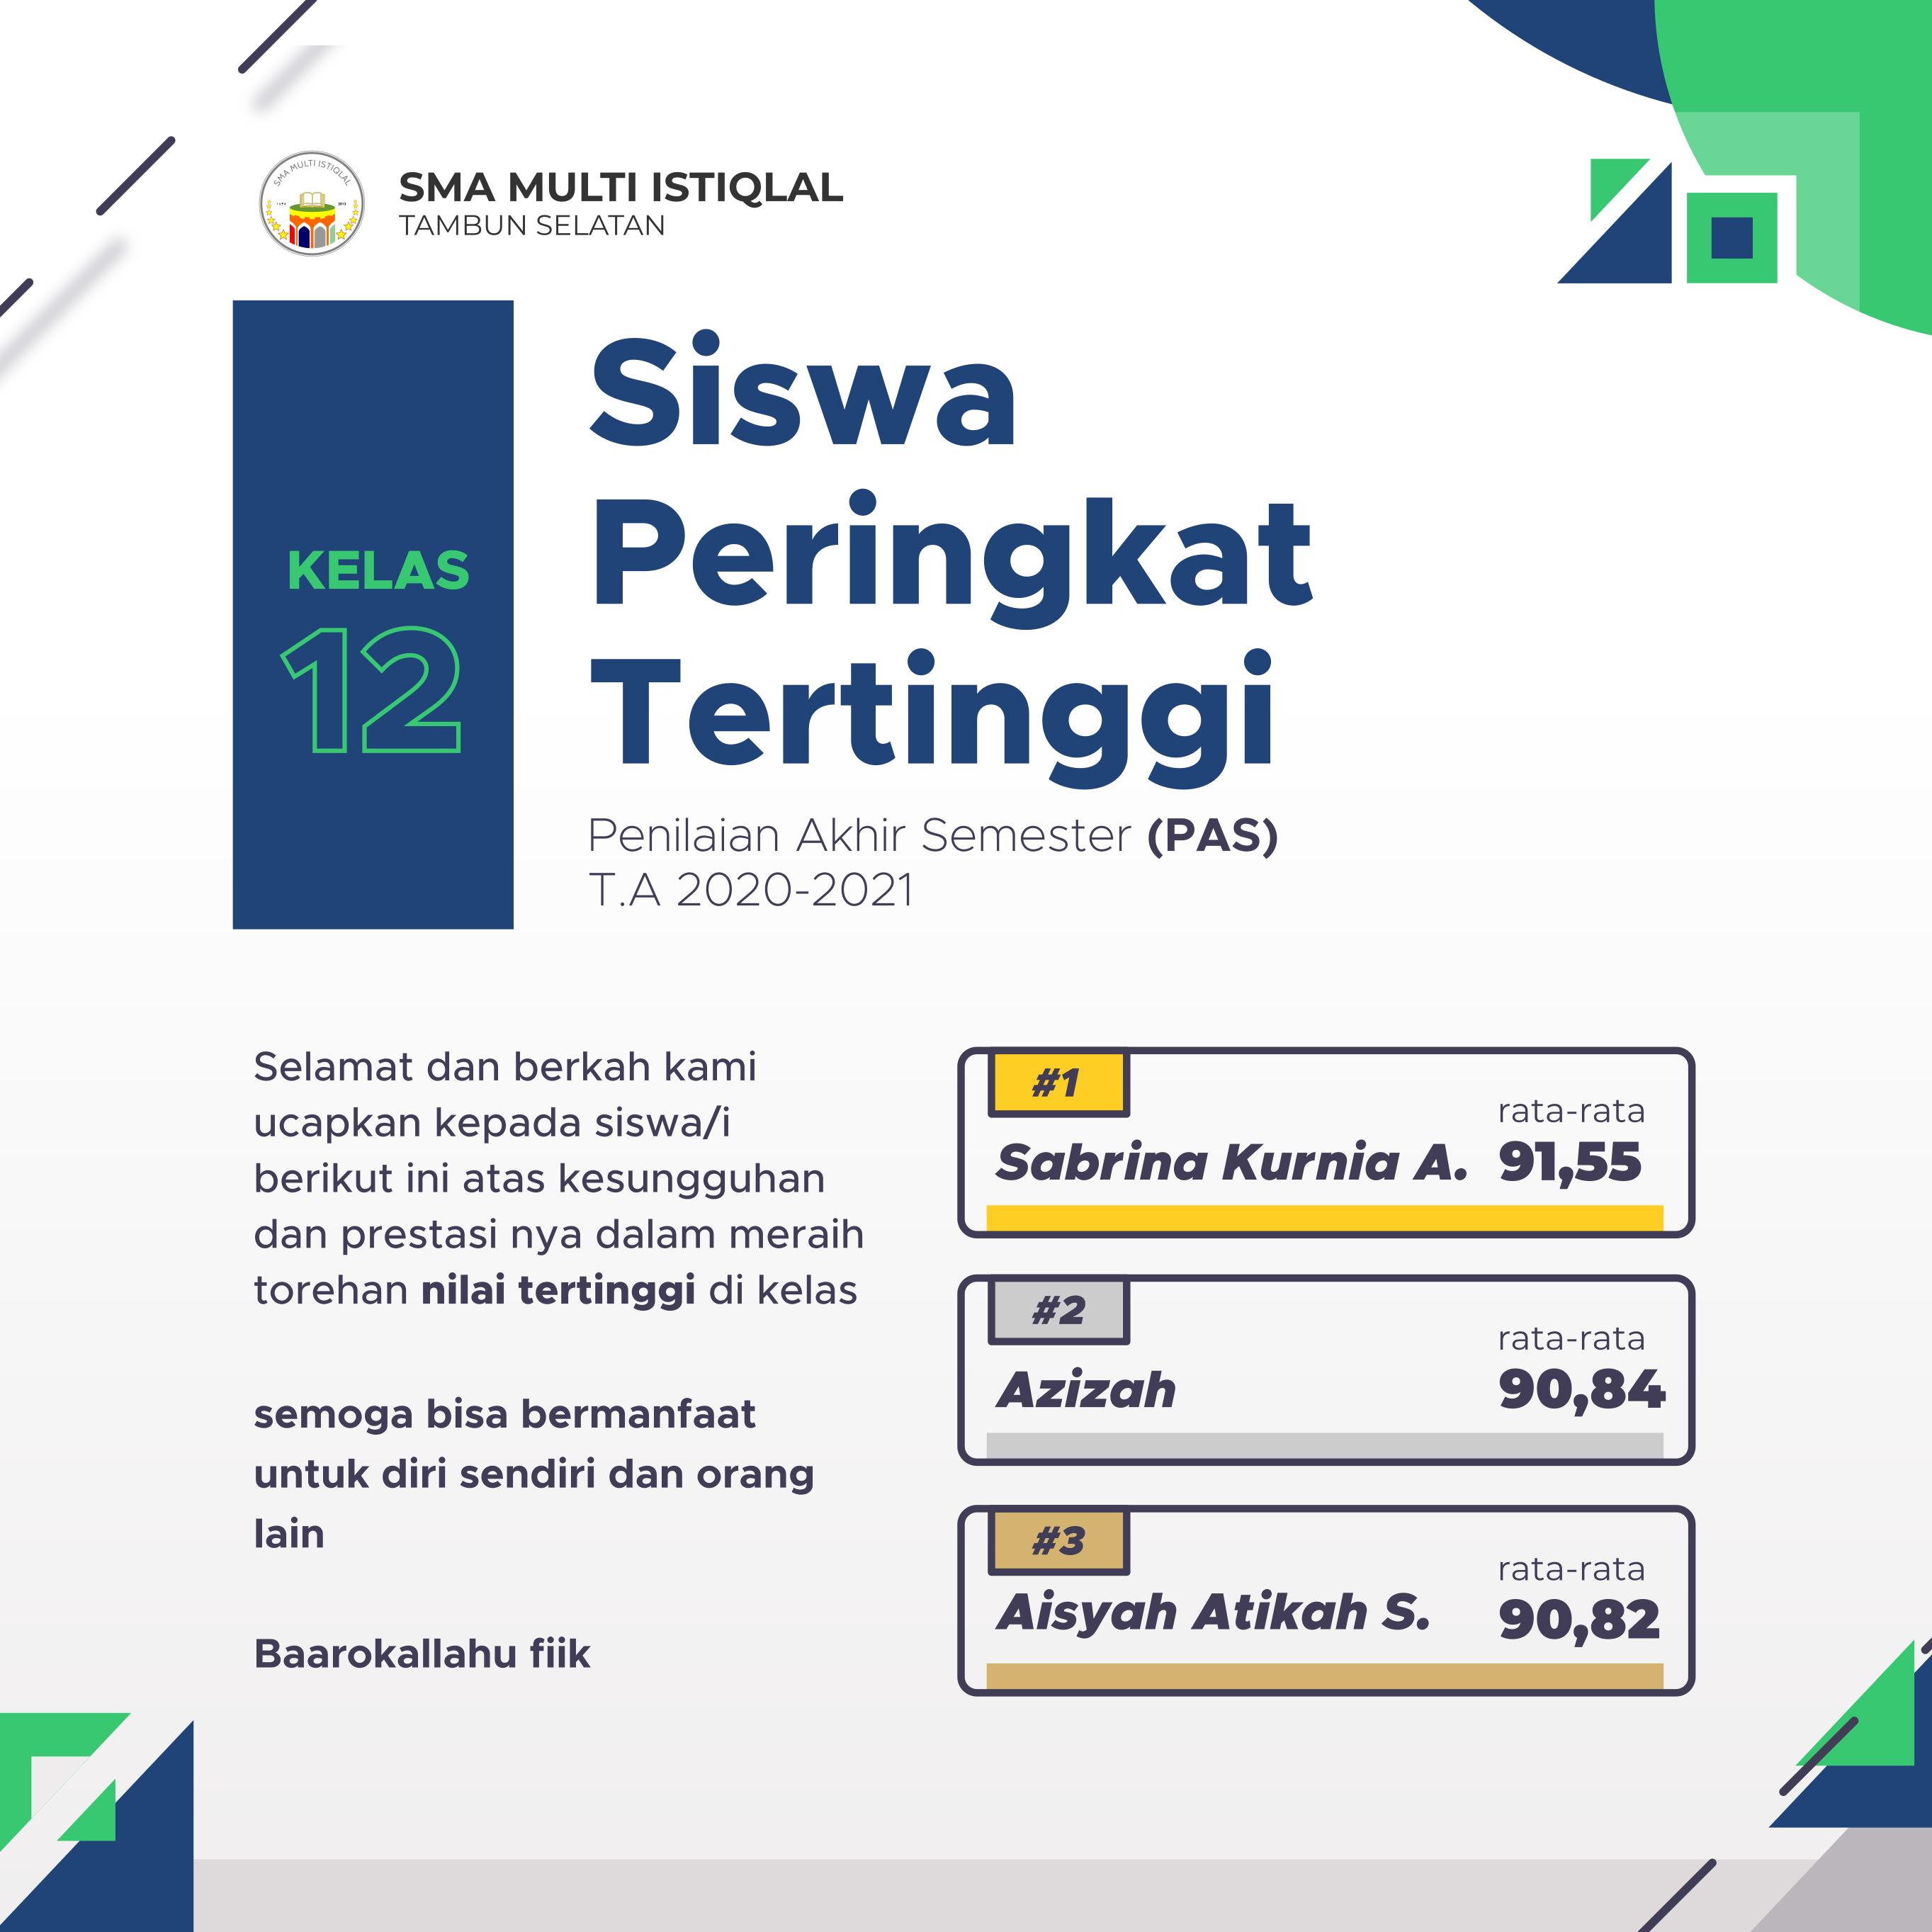 SMA MULTI ISTIQLAL
SMA MULTI ISTIQLAL
TAMBUN SELATAN
KELAS
12
Siswa
Peringkat
Tertinggi
Penilaian Akhir Semester (PAS)
T.A 2020-2021
Selamat dan berkah kami
ucapkan kepada siswa/i
berikut ini atas kesungguhan
dan prestasi nya dalam meraih
torehan nilai tertinggi di kelas
semoga bisa bermanfaat
untuk diri sendiri dan orang
lain
Baarokallahu fiik
#1
rata-rata
Sabrina Kurnia A. 91,55
#2
rata-rata
Azizah 90,84
#3
rata-rata
Aisyah Atikah S. 90,82